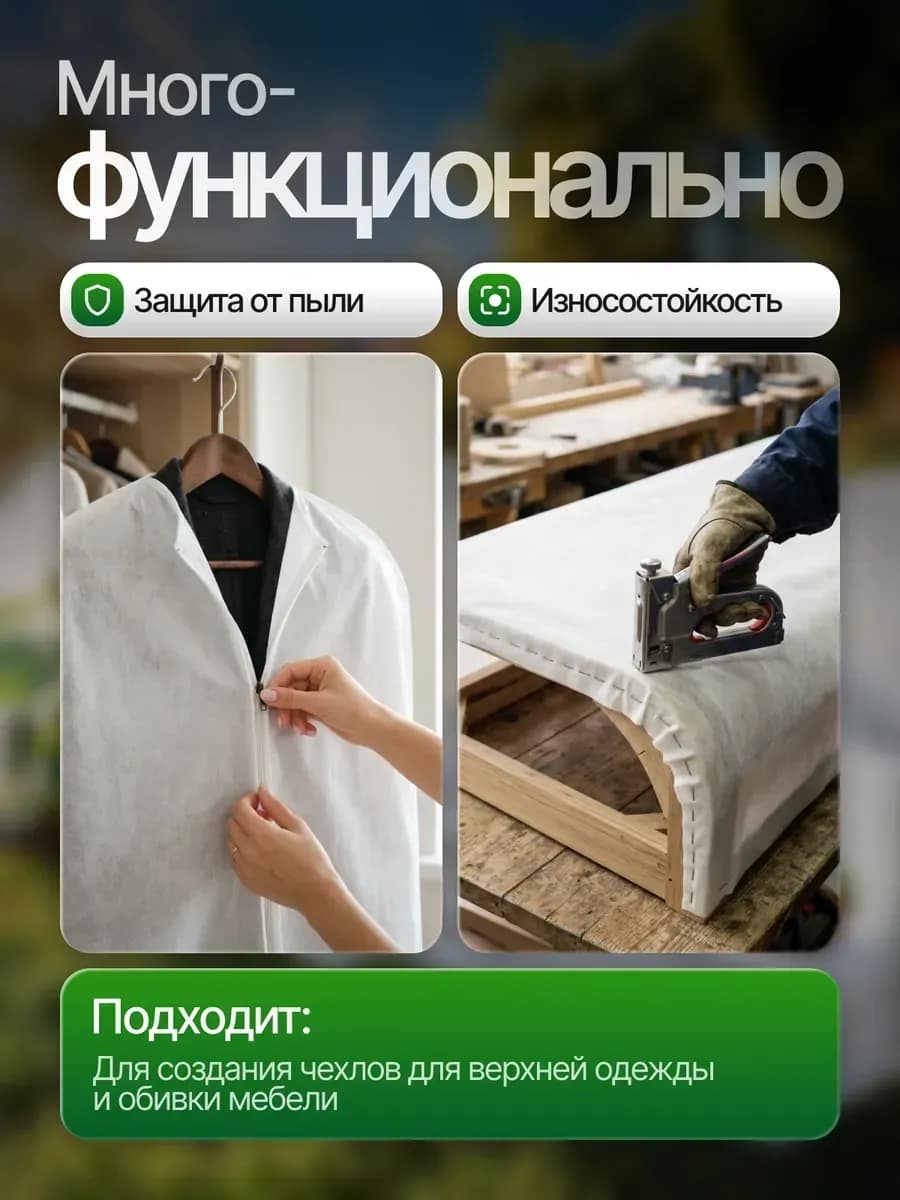 Много-
функционально
Защита от пыли
Износостойкость
Подходит:
Для создания чехлов для верхней одежды
и обивки мебели